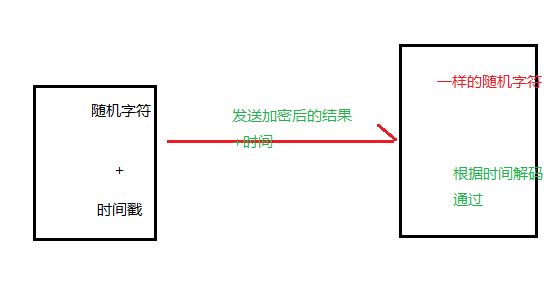 随机字符
+
时间戳
发送加密后的结果
+时间
一样的随机字符
根据时间解码
通过